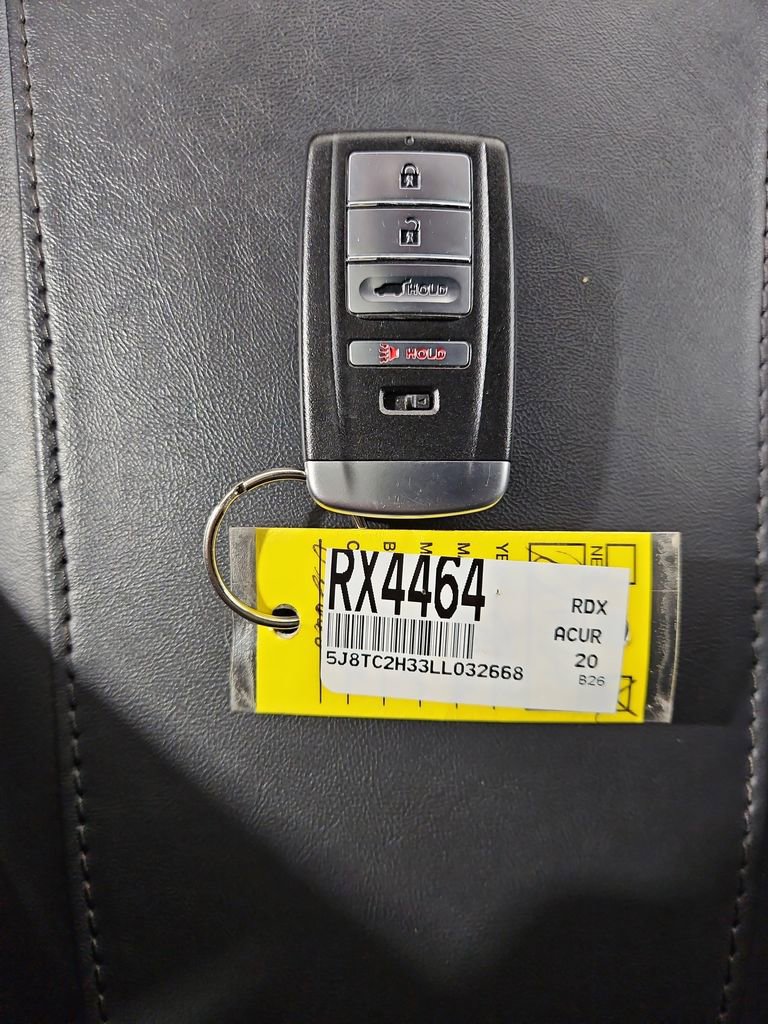 HOLD
HOLD
RX4464
RDX
ACUR
5J8TC2H33LL032668
20
B26